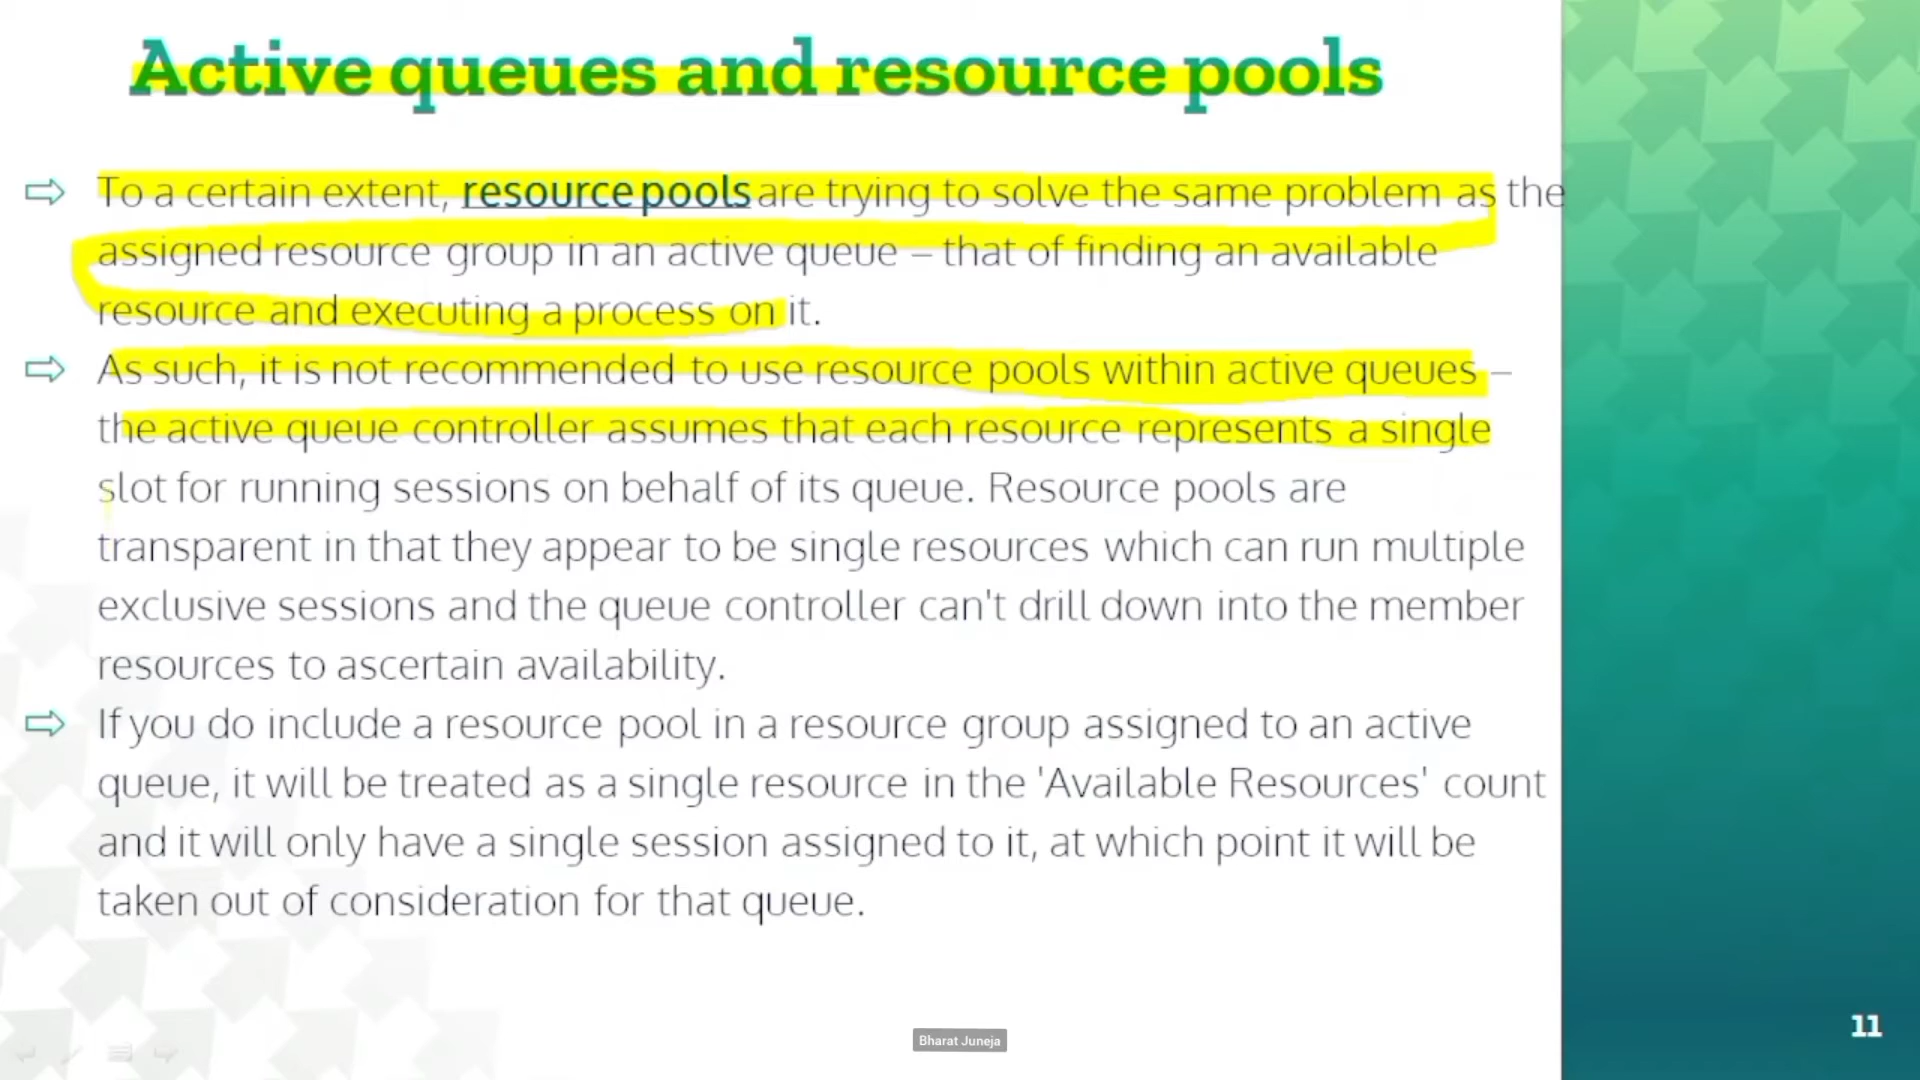 Active queues and resource pools
To a certain extent, resource pools are trying to solve the same problem as the
assigned resource group in an active queue – that of finding an available
resource and executing a process on it.
As such, it is not recommended to use resource pools within active queues –
the active queue controller assumes that each resource represents a single
slot for running sessions on behalf of its queue. Resource pools are
transparent in that they appear to be single resources which can run multiple
exclusive sessions and the queue controller can't drill down into the member
resources to ascertain availability.
If you do include a resource pool in a resource group assigned to an active
queue, it will be treated as a single resource in the 'Available Resources' count
and it will only have a single session assigned to it, at which point it will be
taken out of consideration for that queue.
11
Bharat Juneja